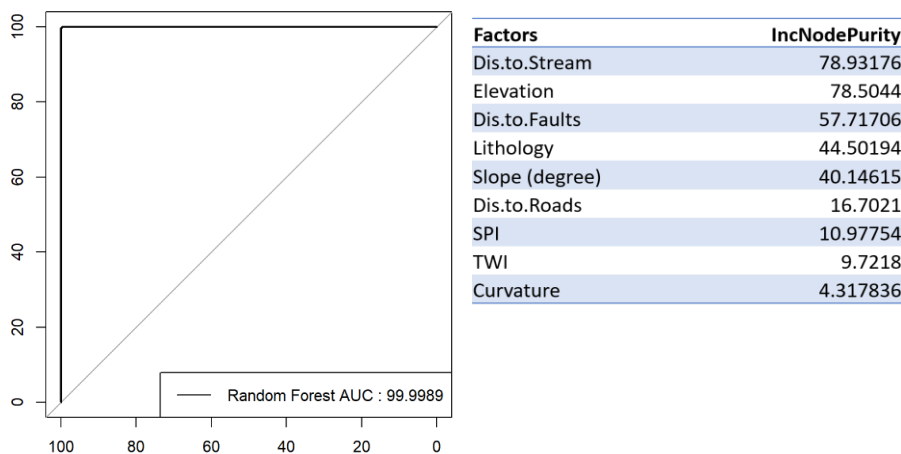 100
80
60
40
20
0
Random Forest AUC : 99.9989
100 80 60 40 20 0
Factors IncNodePurity
Dis.to.Stream 78.93176
Elevation 78.5044
Dis.to.Faults 57.71706
Lithology 44.50194
Slope (degree) 40.14615
Dis.to.Roads 16.7021
SPI 10.97754
TWI 9.7218
Curvature 4.317836